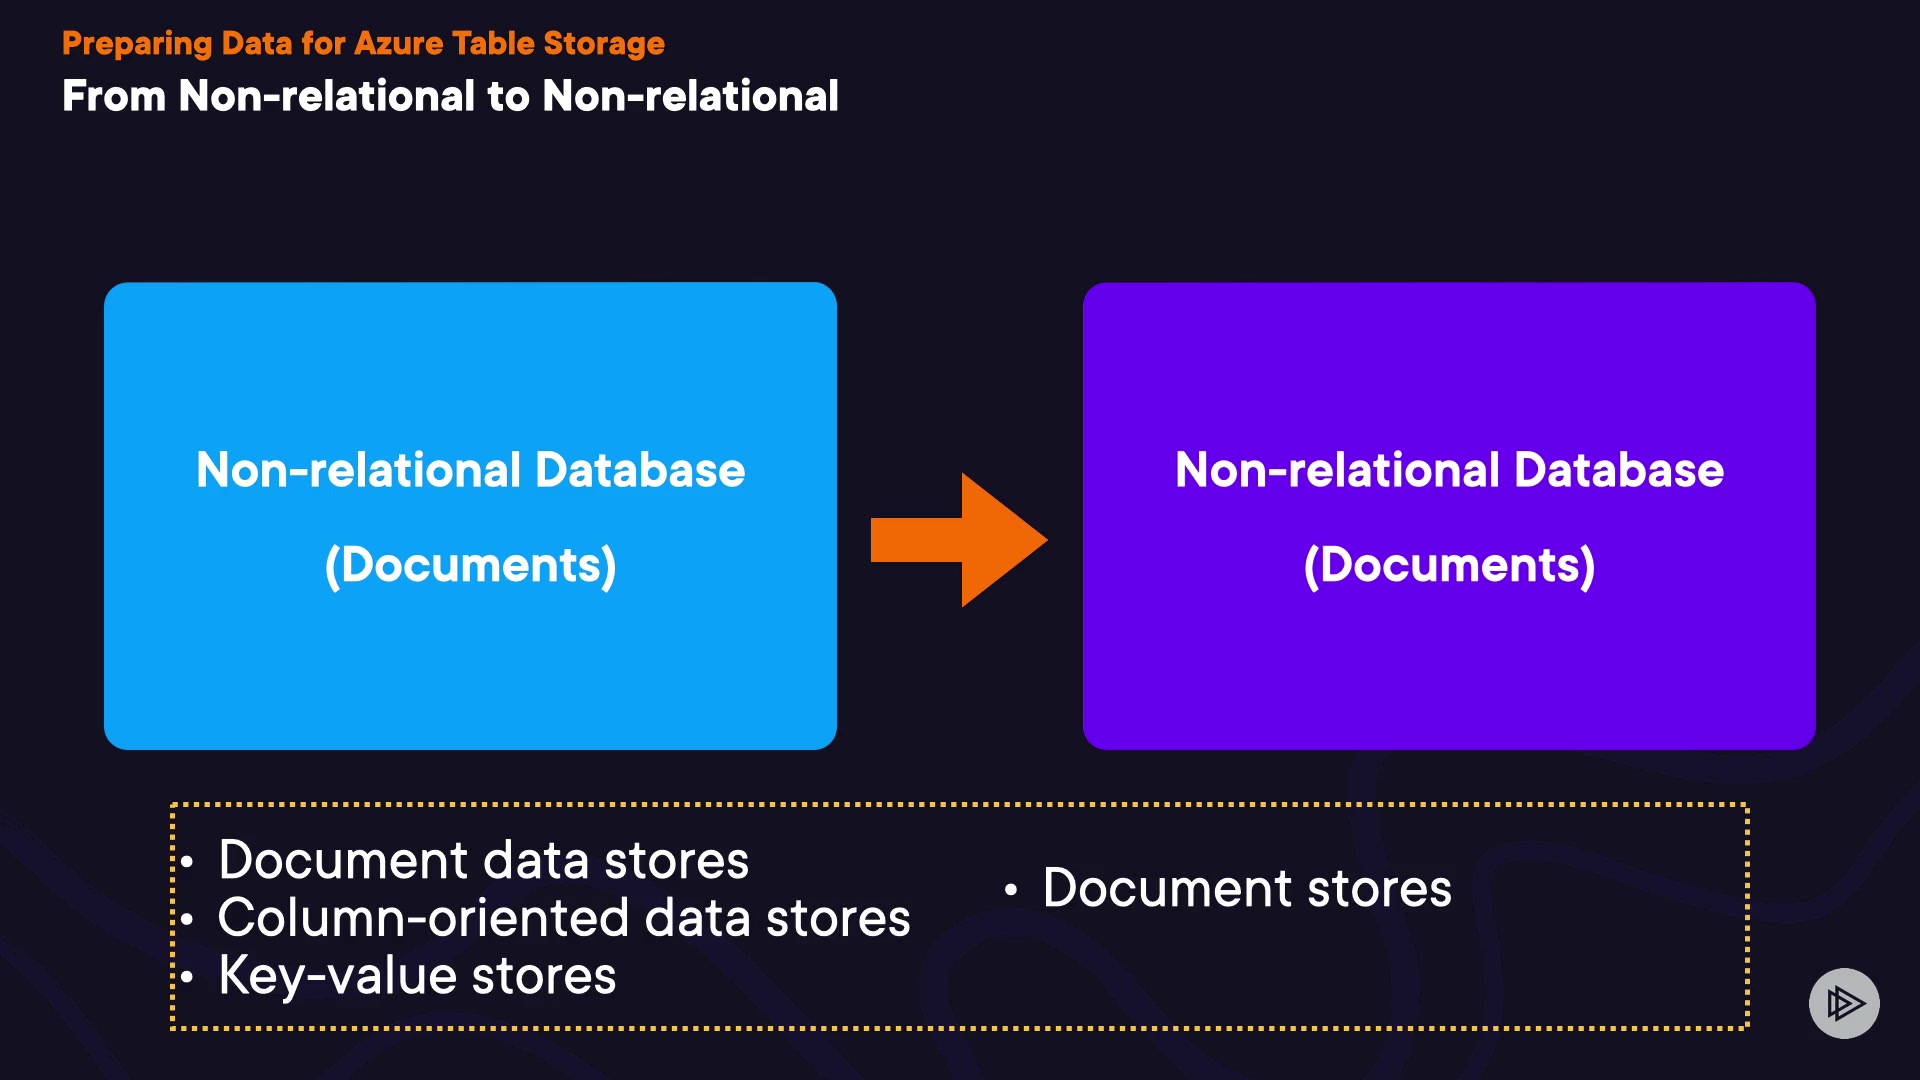 Preparing Data for Azure Table Storage
From Non-relational to Non-relational
Non-relational Database
(Documents)
Non-relational Database
(Documents)
• Document data stores
• Column-oriented data stores
• Key-value stores
• Document stores